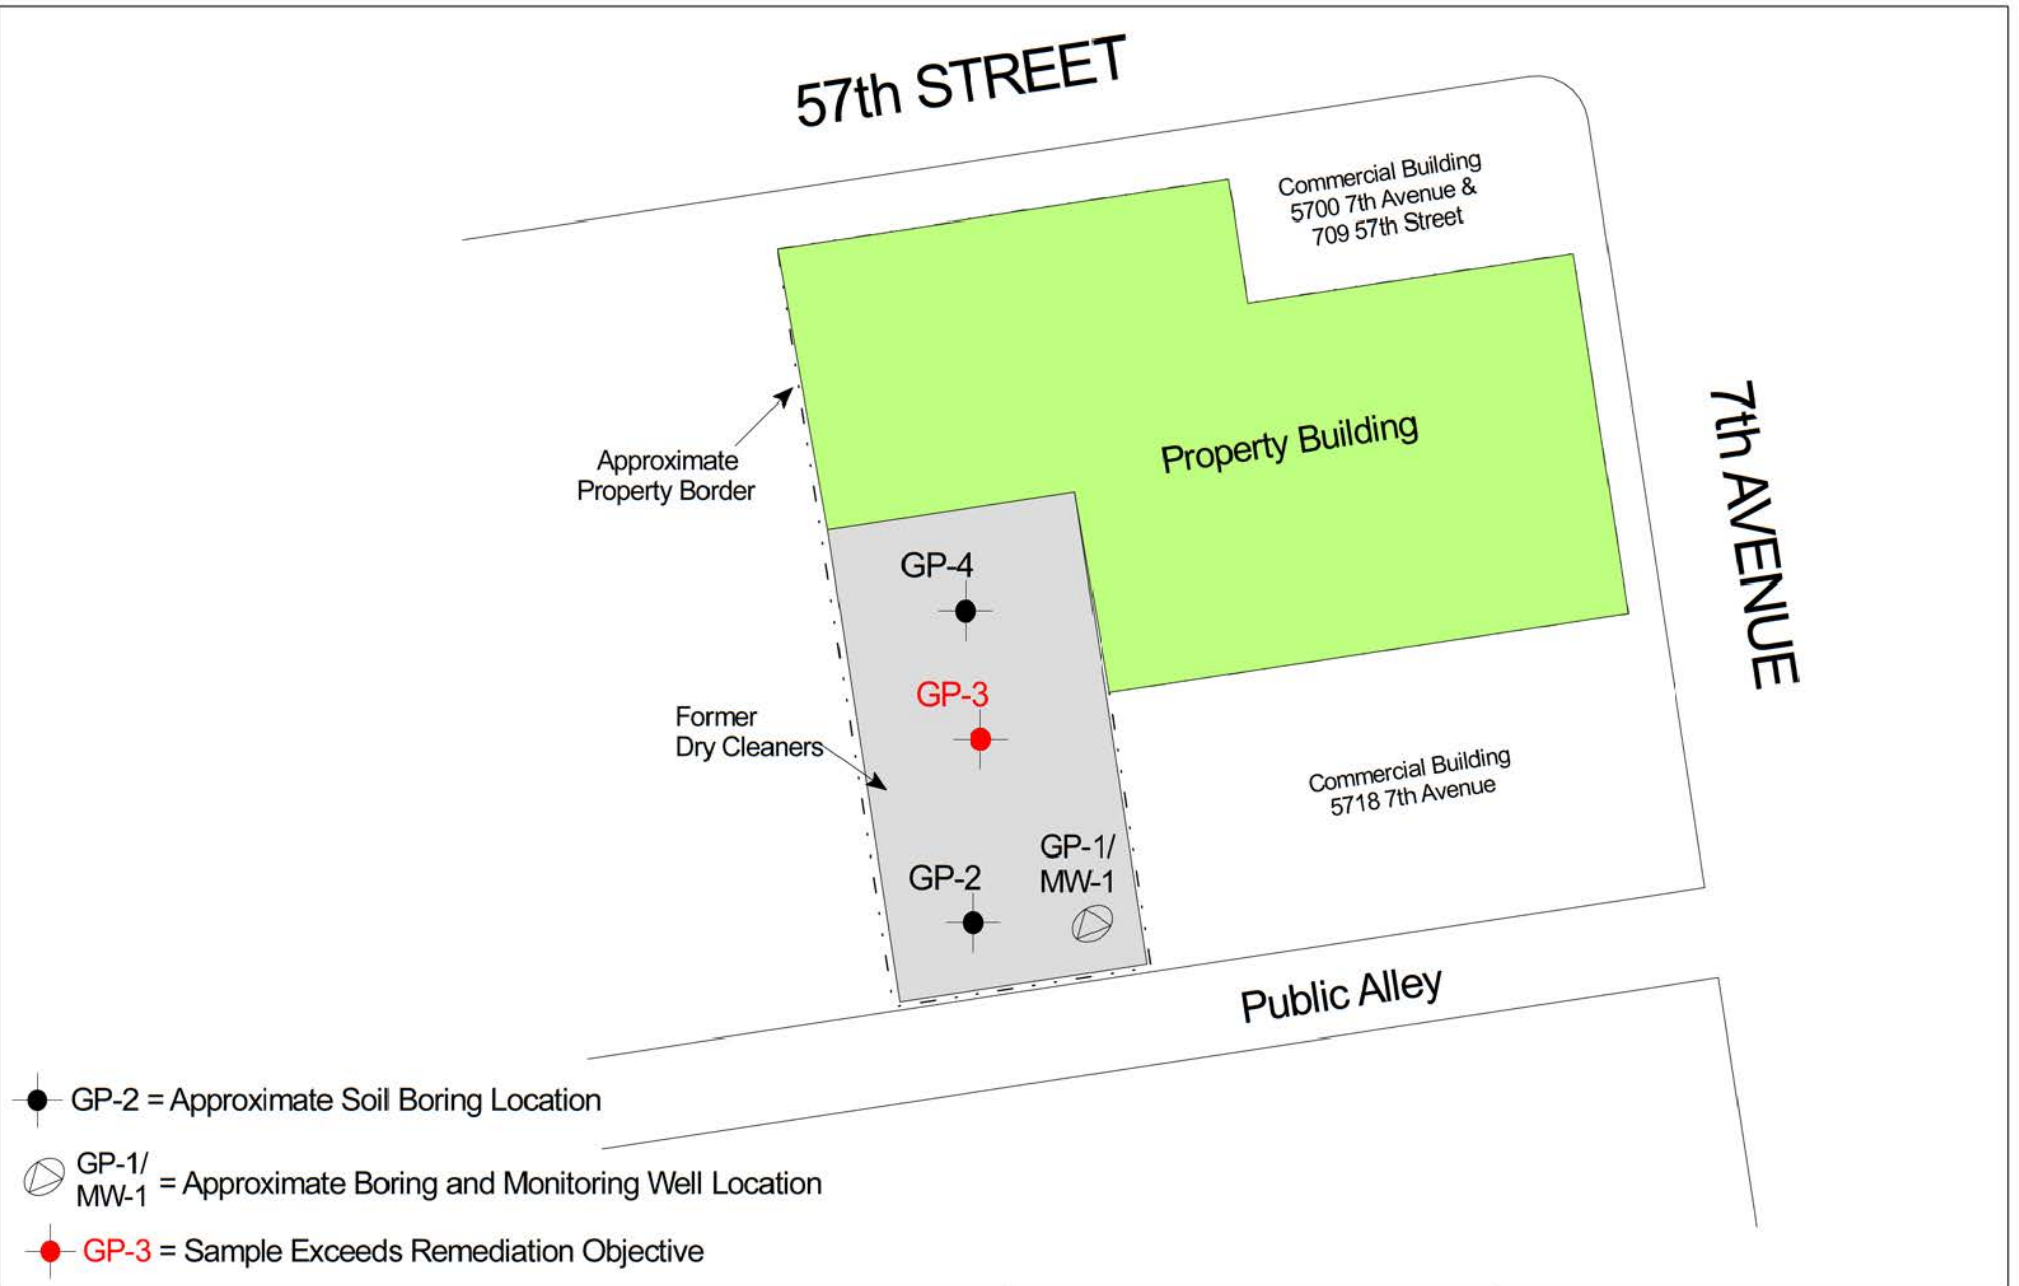 57th STREET
Commercial Building
5700 7th Avenue &
709 57th Street
7th AVENUE
Property Building
Approximate
Property Border
GP-4
GP-3
Former
Dry Cleaners
Commercial Building
5718 7th Avenue
GP-1/
MW-1
GP-2
Public Alley
GP-2 = Approximate Soil Boring Location
GP-1/
MW-1 = Approximate Boring and Monitoring Well Location
GP-3 = Sample Exceeds Remediation Objective